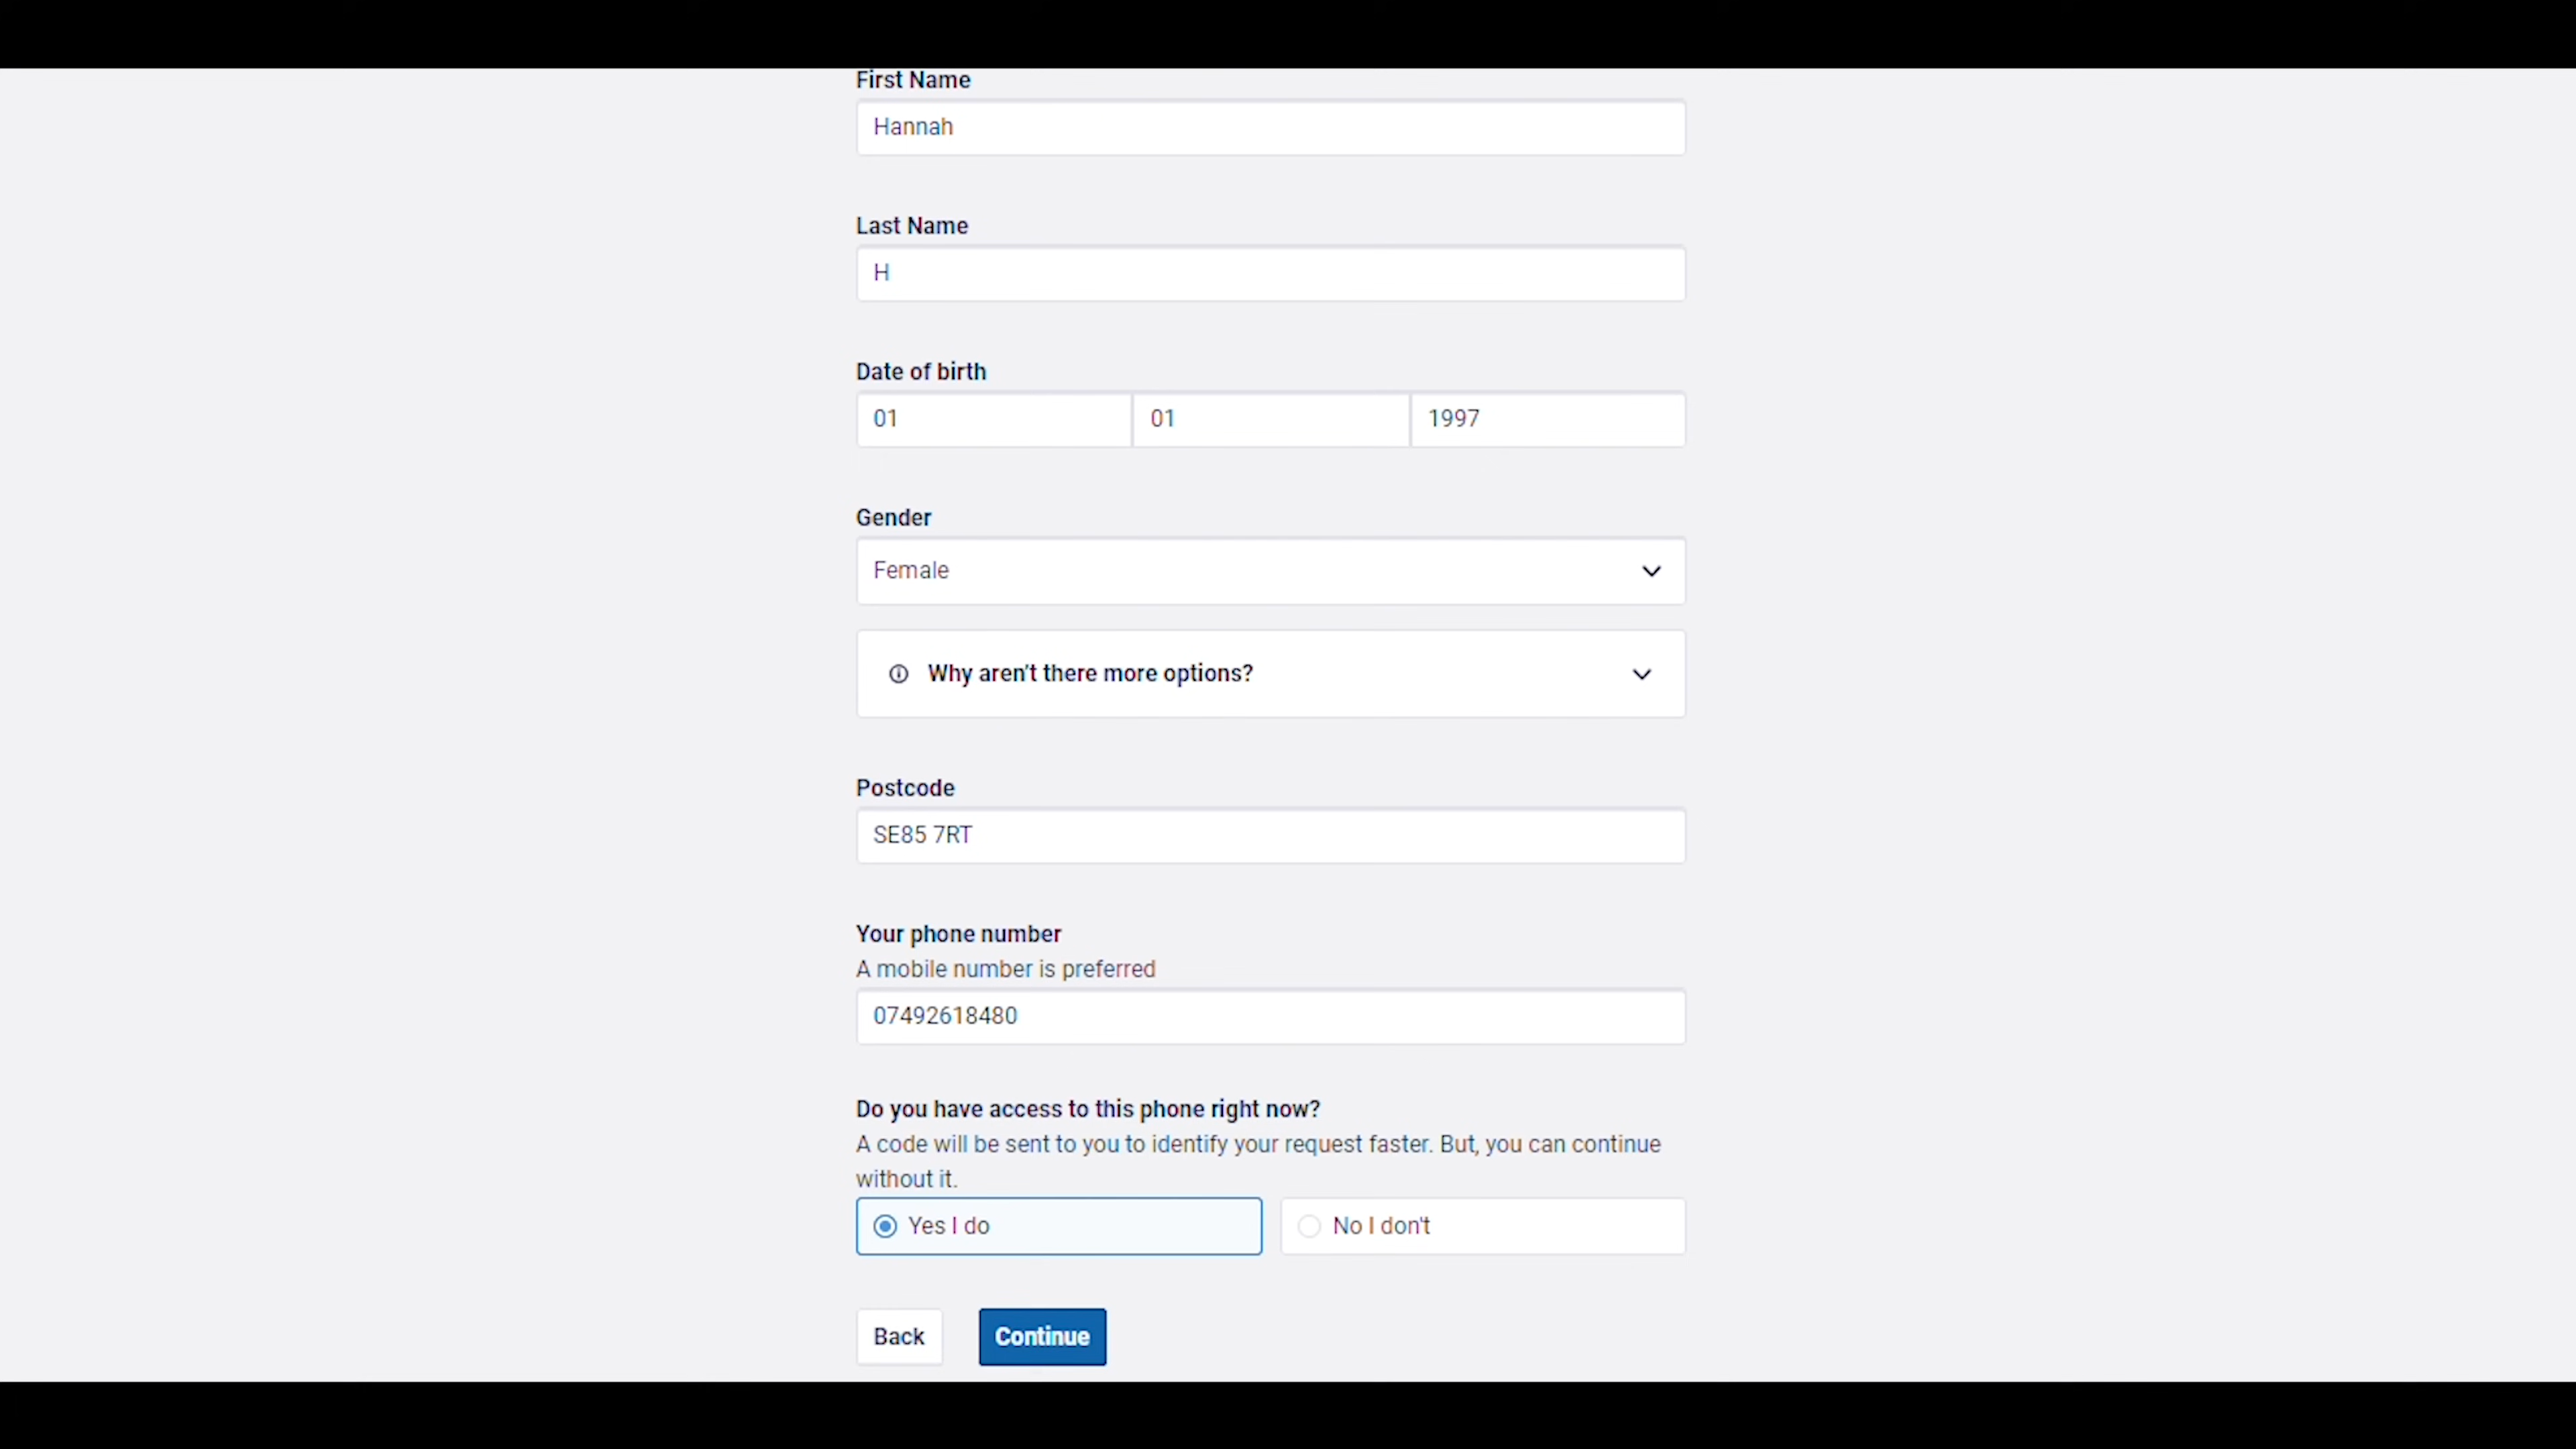 First Name
Hannah
Last Name
H
Date of birth
01 01 1997
Gender
Female
Why aren't there more options?
Postcode
SE85 7RT
Your phone number
A mobile number is preferred
07492618480
Do you have access to this phone right now?
A code will be sent to you to identify your request faster. But, you can continue
without it.
Yes I do No I don't
Back Continue